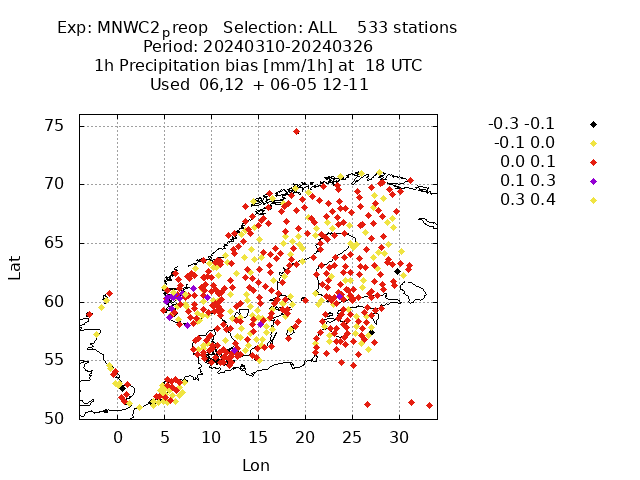 Exp: MNWC2preop Selection: ALL 533 stations
Period: 20240310-20240326
1h Precipitation bias [mm/1h] at 18 UTC
Used 06,12 + 06-05 12-11
-0.3 -0.1
-0.1 0.0
0.0 0.1
0.1 0.3
0.3 0.4
75
70
65
60
55
50
Lat
0 5 10 15 20 25 30
Lon